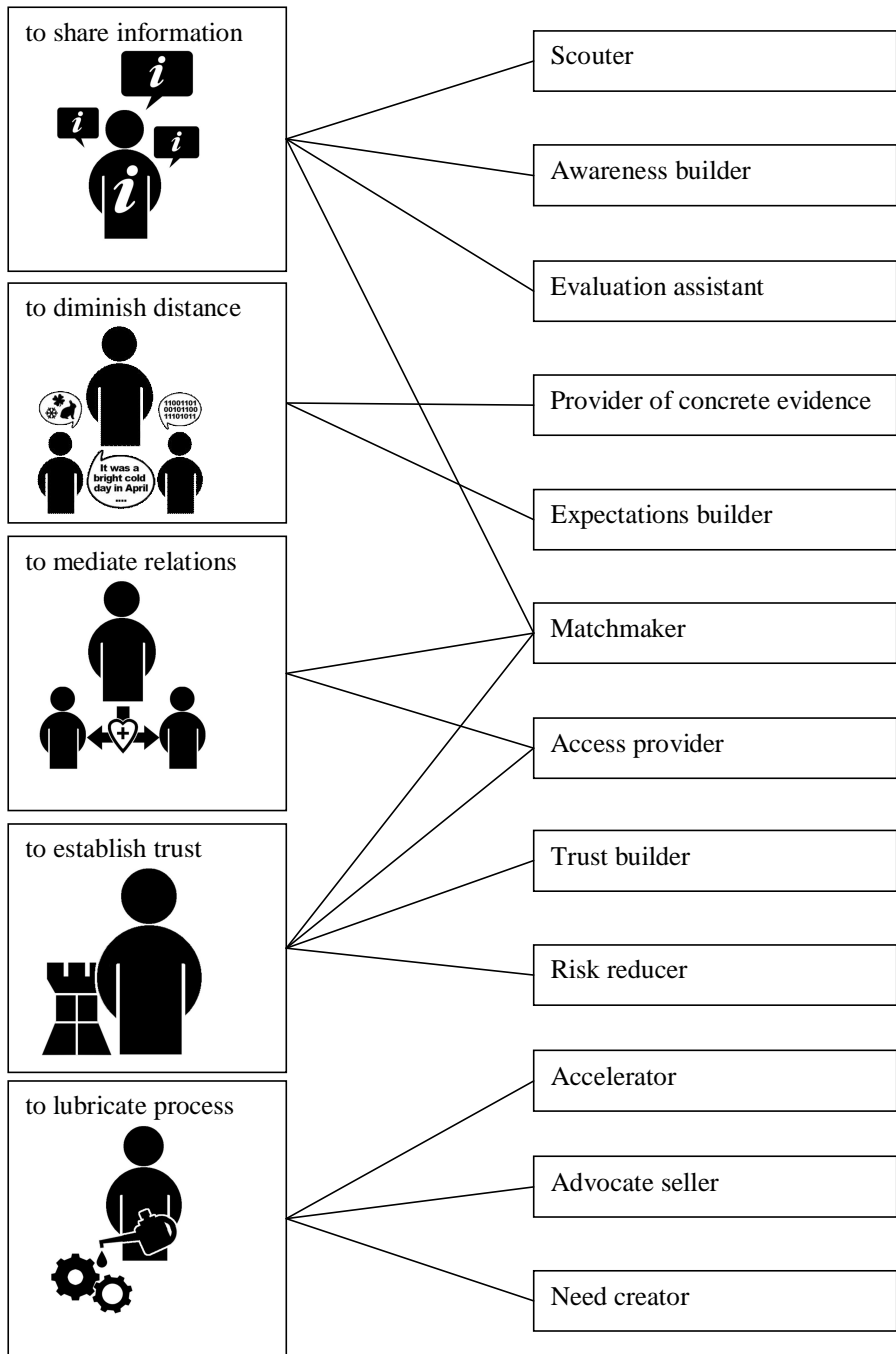 to share information
i
i
i
i
to diminish distance
11001101
00101100
11101011
It was a
bright cold
day in April
....
to mediate relations
to establish trust
to lubricate process
Scouter
Awareness builder
Evaluation assistant
Provider of concrete evidence
Expectations builder
Matchmaker
Access provider
Trust builder
Risk reducer
Accelerator
Advocate seller
Need creator